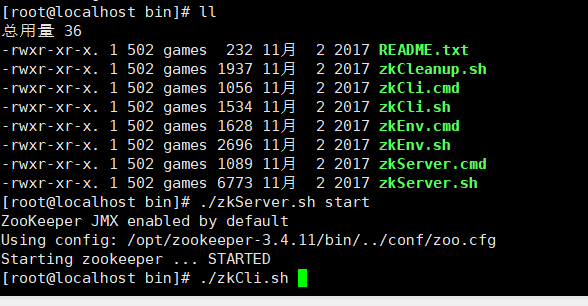 [root@localhost bin]# ll
总用量 36
-rwxr-xr-x. 1 502 games  232 11月  2 2017 README.txt
-rwxr-xr-x. 1 502 games 1937 11月  2 2017 zkCleanup.sh
-rwxr-xr-x. 1 502 games 1056 11月  2 2017 zkCli.cmd
-rwxr-xr-x. 1 502 games 1534 11月  2 2017 zkCli.sh
-rwxr-xr-x. 1 502 games 1628 11月  2 2017 zkEnv.cmd
-rwxr-xr-x. 1 502 games 2696 11月  2 2017 zkEnv.sh
-rwxr-xr-x. 1 502 games 1089 11月  2 2017 zkServer.cmd
-rwxr-xr-x. 1 502 games 6773 11月  2 2017 zkServer.sh
[root@localhost bin]# ./zkServer.sh start
ZooKeeper JMX enabled by default
Using config: /opt/zookeeper-3.4.11/bin/../conf/zoo.cfg
Starting zookeeper ... STARTED
[root@localhost bin]# ./zkCli.sh